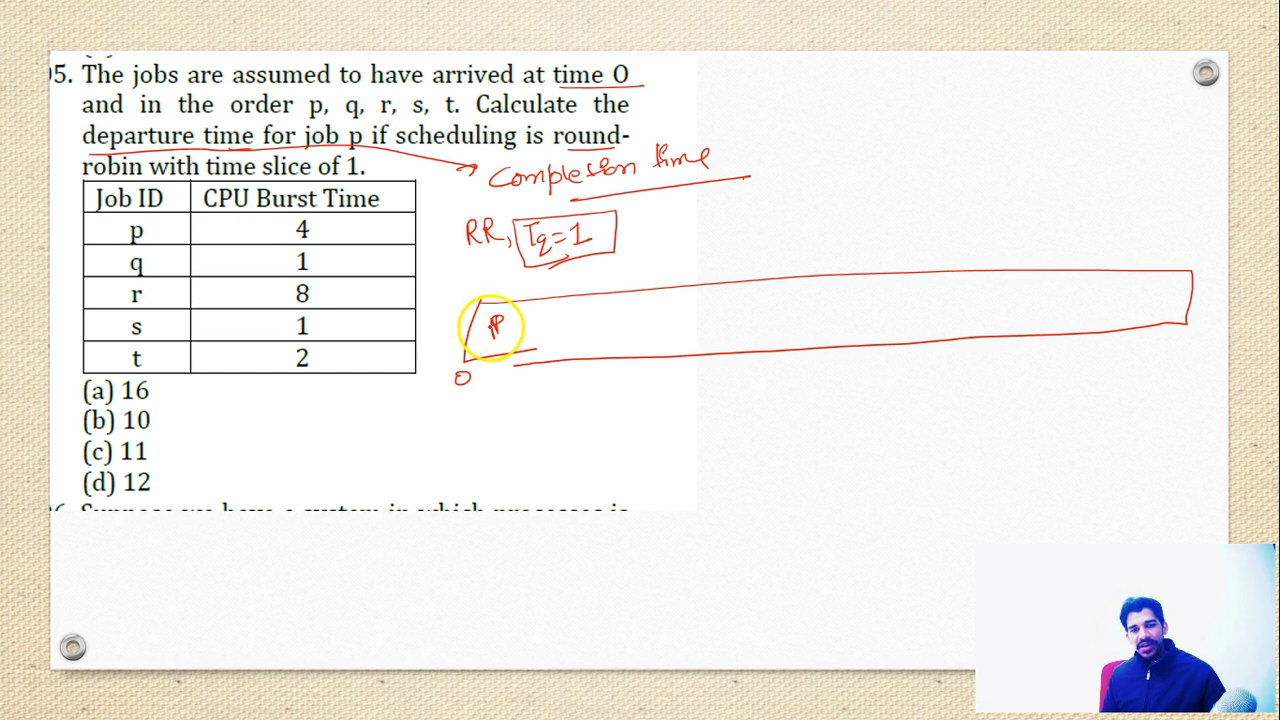 05. The jobs are assumed to have arrived at time 0
and in the order p, q, r, s, t. Calculate the
departure time for job p if scheduling is round-
robin with time slice of 1.
Completion time
Job ID CPU Burst Time
RR, Tq=1
p 4
q 1
r 8
s 1
t 2
P
0
(a) 16
(b) 10
(c) 11
(d) 12